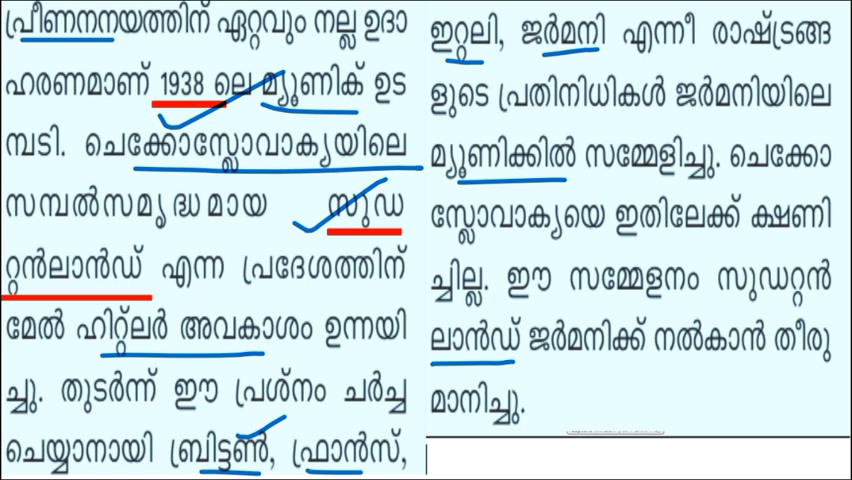 പ്രീണനനയത്തിന് ഏറ്റവും നല്ല ഉദാ
ഹരണമാണ് 1938 ലെ മ്യൂണിക് ഉട
മ്പടി. ചെക്കോസ്ലോവാക്യയിലെ
സമ്പൽസമൃദ്ധമായ സുഡ
റ്റൻലാൻഡ് എന്ന പ്രദേശത്തിന്
മേൽ ഹിറ്റ്ലർ അവകാശം ഉന്നയി
ച്ചു. തുടർന്ന് ഈ പ്രശ്നം ചർച്ച
ചെയ്യാനായി ബ്രിട്ടൺ, ഫ്രാൻസ്,
ഇറ്റലി, ജർമനി എന്നീ രാഷ്ട്രങ്ങ
ളുടെ പ്രതിനിധികൾ ജർമനിയിലെ
മ്യൂണിക്കിൽ സമ്മേളിച്ചു. ചെക്കോ
സ്ലോവാക്യയെ ഇതിലേക്ക് ക്ഷണി
ച്ചില്ല. ഈ സമ്മേളനം സുഡറ്റൻ
ലാൻഡ് ജർമനിക്ക് നൽകാൻ തീരു
മാനിച്ചു.